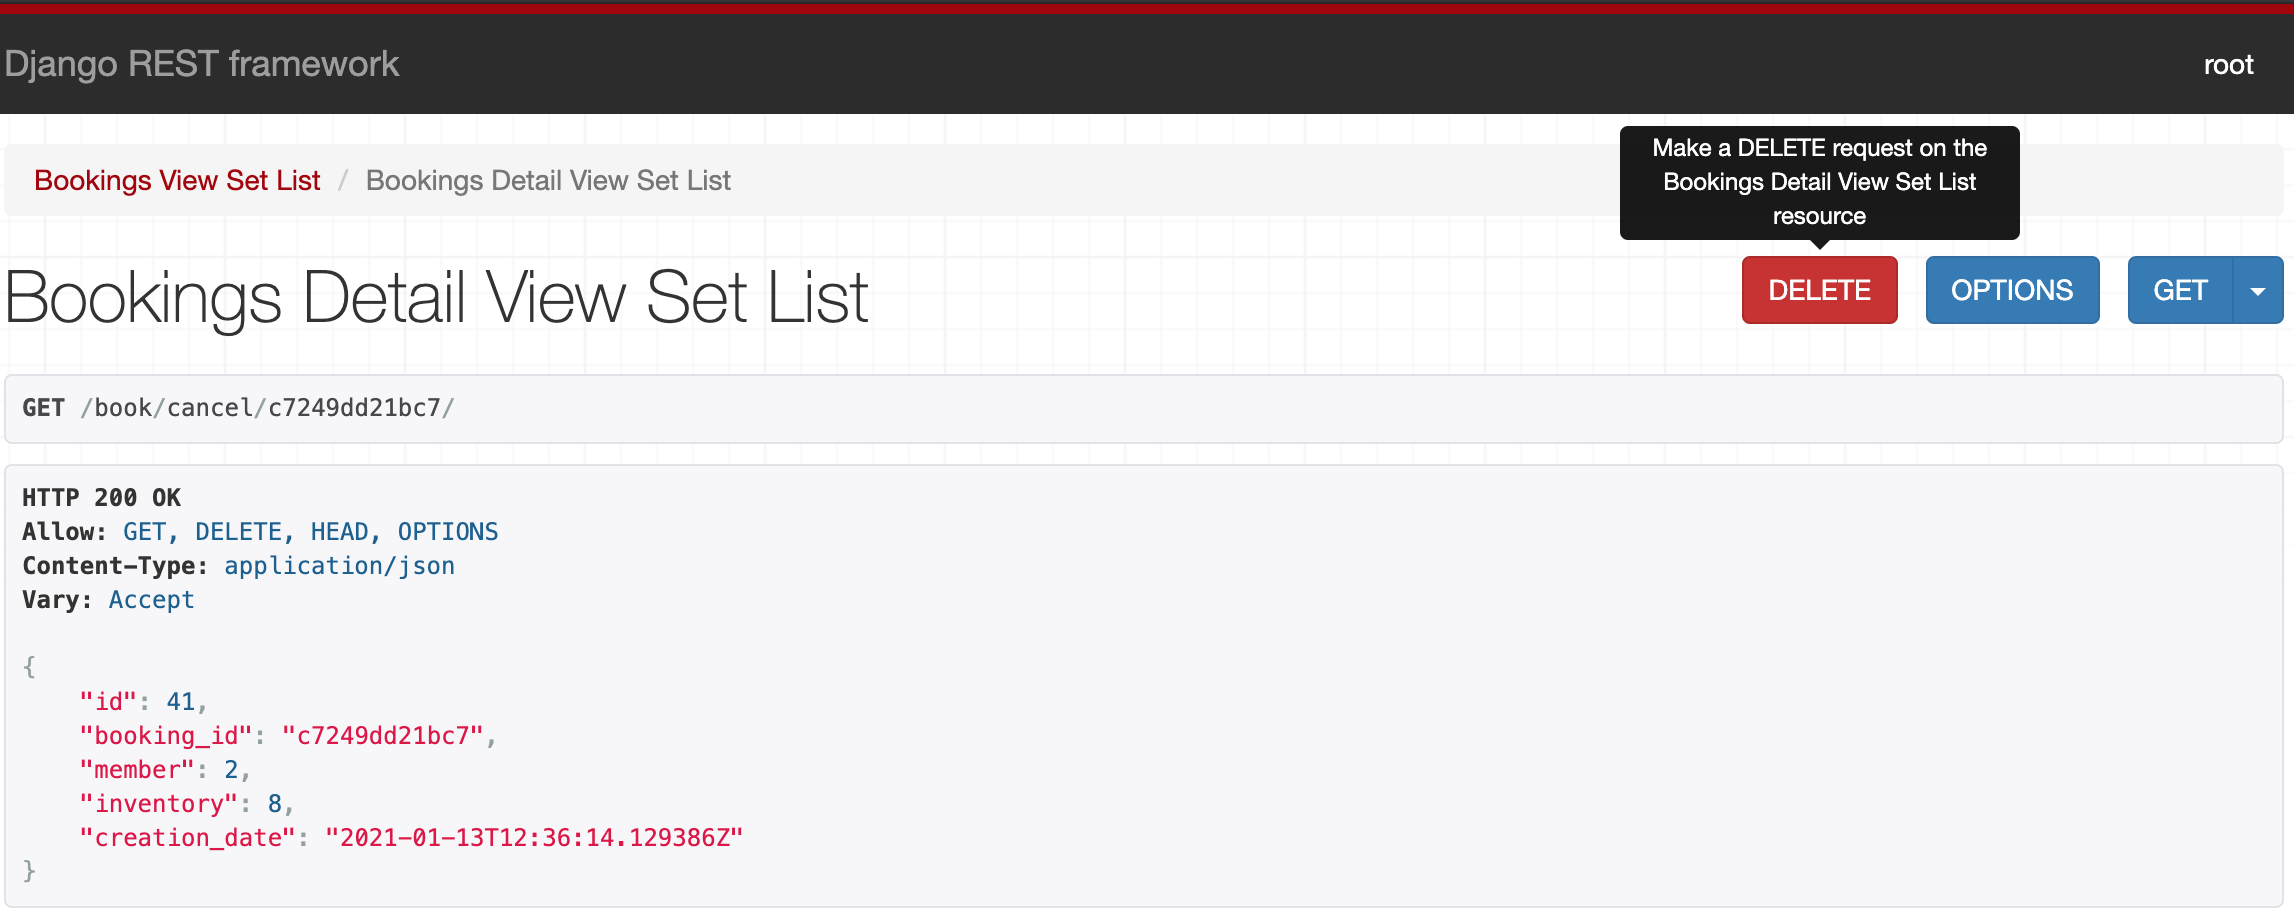 Django REST framework
root
Make a DELETE request on the
Bookings Detail View Set List
resource
Bookings View Set List / Bookings Detail View Set List
Bookings Detail View Set List
DELETE
OPTIONS
GET
GET /book/cancel/c7249dd21bc7/
HTTP 200 OK
Allow: GET, DELETE, HEAD, OPTIONS
Content-Type: application/json
Vary: Accept
{
    "id": 41,
    "booking_id": "c7249dd21bc7",
    "member": 2,
    "inventory": 8,
    "creation_date": "2021-01-13T12:36:14.129386Z"
}